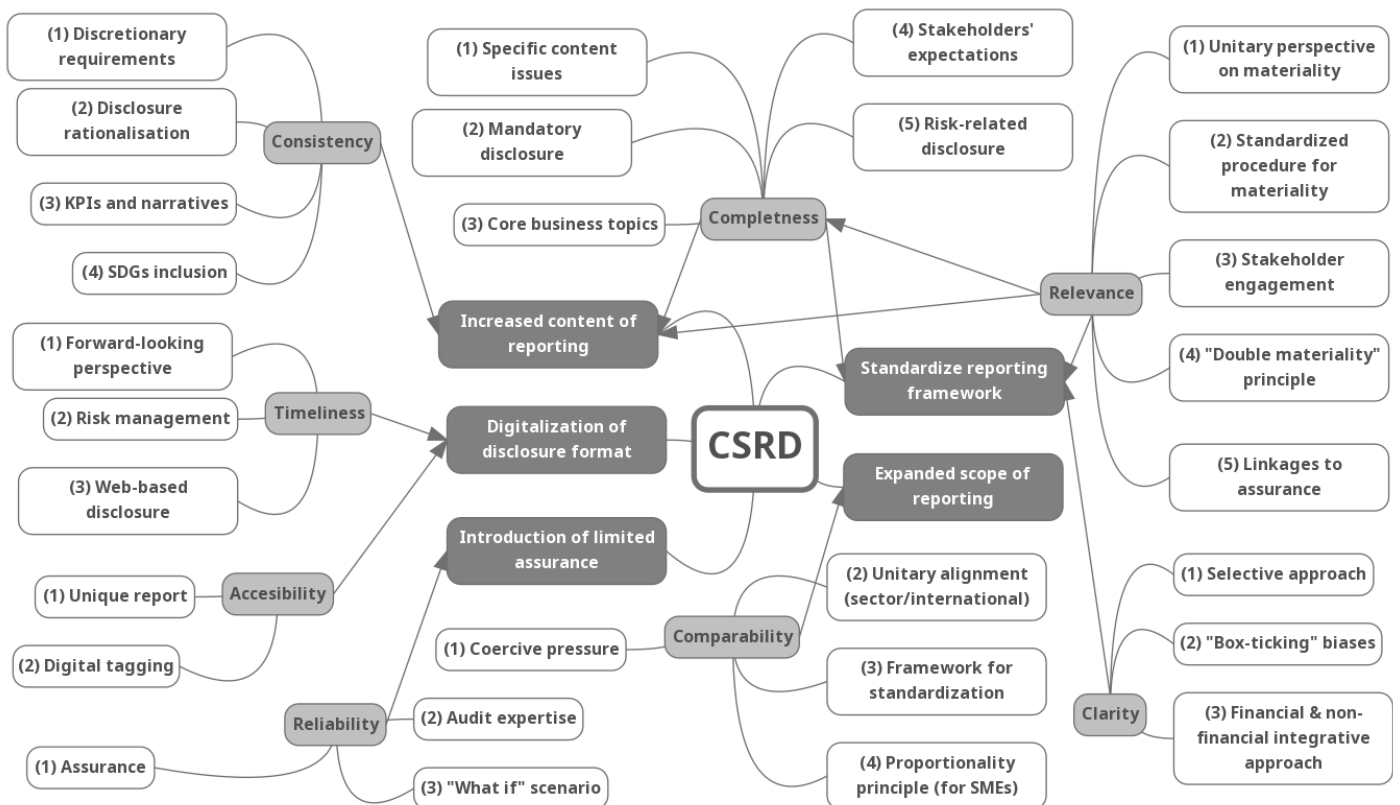 (1) Discretionary
requirements
(2) Disclosure
rationalisation
Consistency
(3) KPIs and narratives
(4) SDGs inclusion
(1) Specific content
issues
(2) Mandatory
disclosure
(3) Core business topics
(4) Stakeholders'
expectations
(5) Risk-related
disclosure
Completness
(1) Unitary perspective
on materiality
(2) Standardized
procedure for
materiality
(3) Stakeholder
engagement
Relevance
(4) "Double materiality"
principle
(5) Linkages to
assurance
Increased content of
reporting
Standardize reporting
framework
(1) Forward-looking
perspective
(2) Risk management
Timeliness
(3) Web-based
disclosure
Digitalization of
disclosure format
CSRD
Expanded scope of
reporting
Introduction of limited
assurance
(1) Unique report
Accesibility
(2) Digital tagging
(1) Coercive pressure
Comparability
(2) Unitary alignment
(sector/international)
(3) Framework for
standardization
(4) Proportionality
principle (for SMEs)
Reliability
(1) Assurance
(2) Audit expertise
(3) "What if" scenario
(1) Selective approach
(2) "Box-ticking" biases
Clarity
(3) Financial & non-
financial integrative
approach